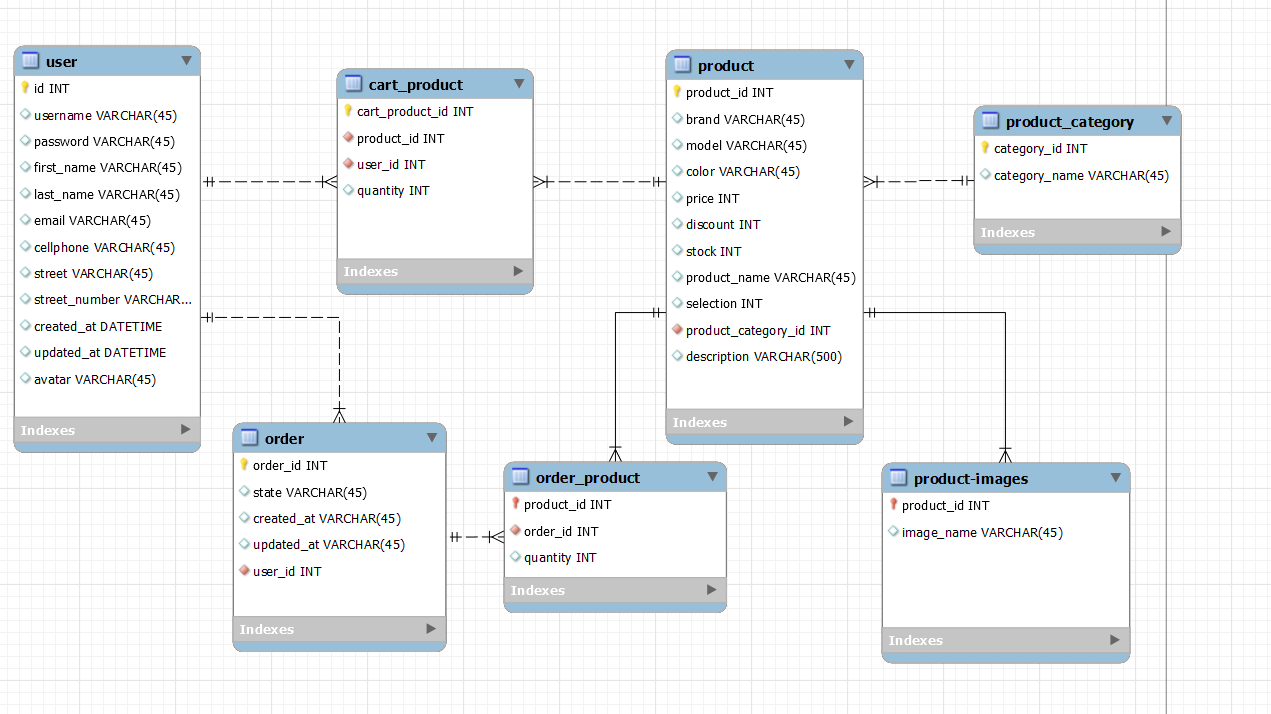 user
id INT
username VARCHAR(45)
password VARCHAR(45)
first_name VARCHAR(45)
last_name VARCHAR(45)
email VARCHAR(45)
cellphone VARCHAR(45)
street VARCHAR(45)
street_number VARCHAR...
created_at DATETIME
updated_at DATETIME
avatar VARCHAR(45)
Indexes
cart_product
cart_product_id INT
product_id INT
user_id INT
quantity INT
Indexes
product
product_id INT
brand VARCHAR(45)
model VARCHAR(45)
color VARCHAR(45)
price INT
discount INT
stock INT
product_name VARCHAR(45)
selection INT
product_category_id INT
description VARCHAR(500)
Indexes
product_category
category_id INT
category_name VARCHAR(45)
Indexes
order
order_id INT
state VARCHAR(45)
created_at VARCHAR(45)
updated_at VARCHAR(45)
user_id INT
Indexes
order_product
product_id INT
order_id INT
quantity INT
Indexes
product-images
product_id INT
image_name VARCHAR(45)
Indexes